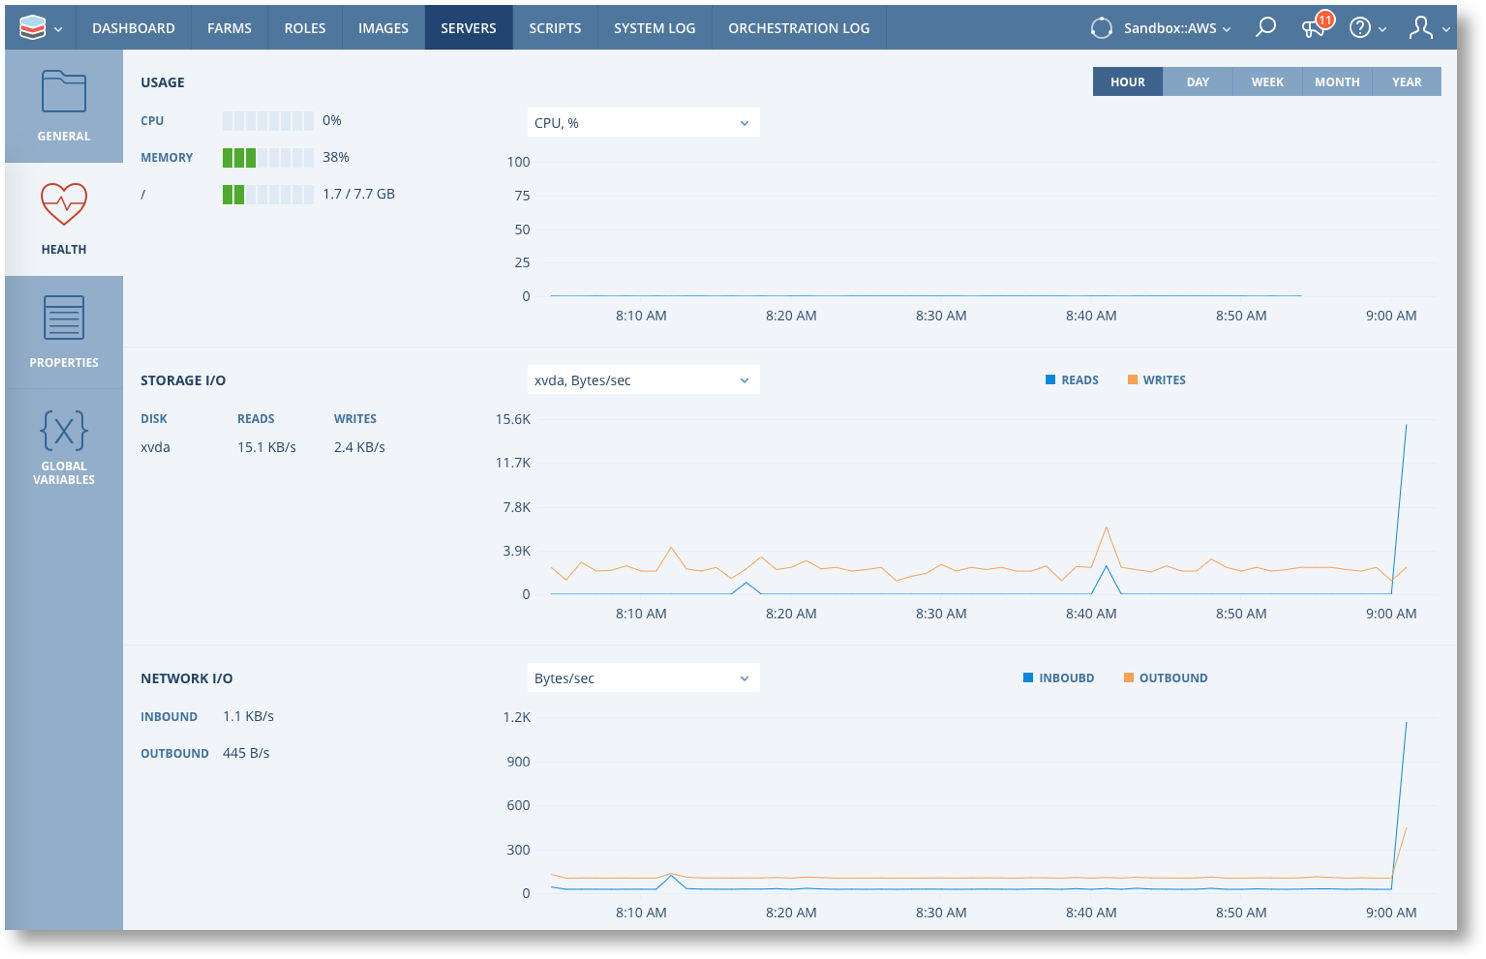 DASHBOARD FARMS ROLES IMAGES SERVERS SCRIPTS SYSTEM LOG ORCHESTRATION LOG Sandbox::AWS 11 ?
GENERAL
HEALTH
PROPERTIES
{X}
GLOBAL
VARIABLES
USAGE
HOUR DAY WEEK MONTH YEAR
CPU 0%
MEMORY 38%
/ 1.7 / 7.7 GB
CPU, %
100
75
50
25
0
8:10 AM 8:20 AM 8:30 AM 8:40 AM 8:50 AM 9:00 AM
STORAGE I/O
xvda, Bytes/sec
READS WRITES
DISK READS WRITES
xvda 15.1 KB/s 2.4 KB/s
15.6K
11.7K
7.8K
3.9K
0
8:10 AM 8:20 AM 8:30 AM 8:40 AM 8:50 AM 9:00 AM
NETWORK I/O
Bytes/sec
INBOUBD OUTBOUND
INBOUND 1.1 KB/s
OUTBOUND 445 B/s
1.2K
900
600
300
0
8:10 AM 8:20 AM 8:30 AM 8:40 AM 8:50 AM 9:00 AM